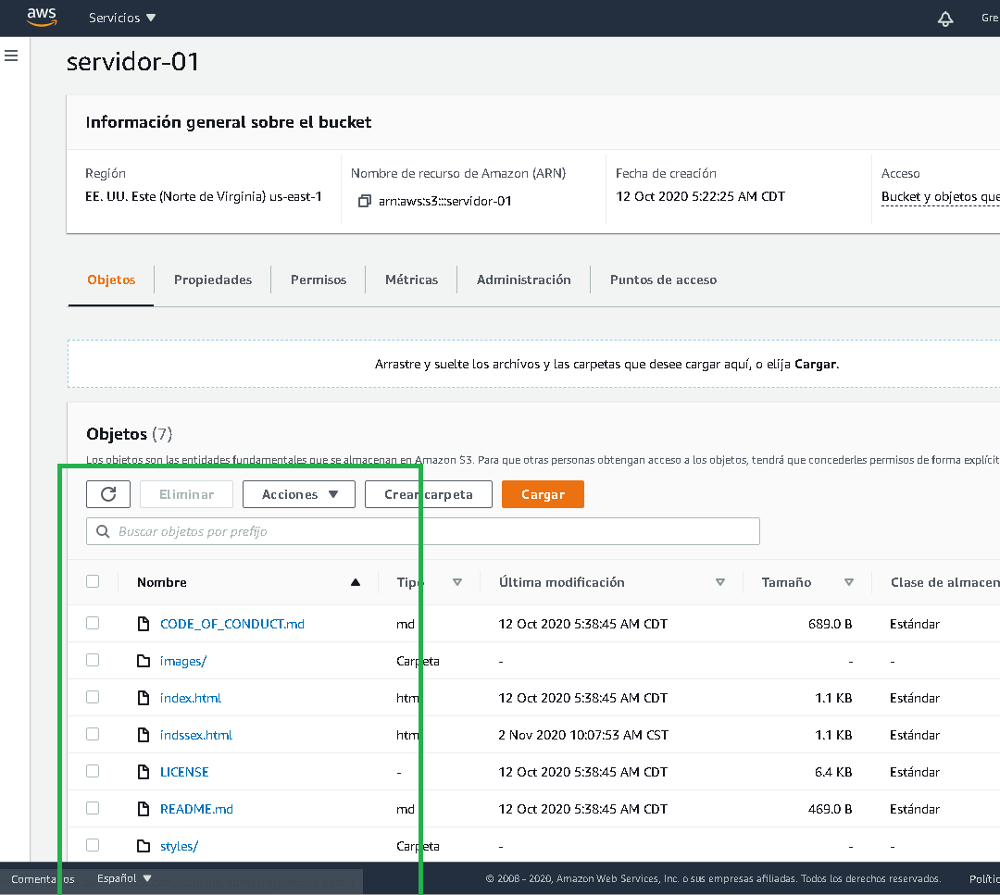 aws Servicios Gre
servidor-01
Información general sobre el bucket
Región Nombre de recurso de Amazon (ARN) Fecha de creación Acceso
EE. UU. Este (Norte de Virginia) us-east-1 arn:aws:s3:::servidor-01 12 Oct 2020 5:22:25 AM CDT Bucket y objetos que
Objetos Propiedades Permisos Métricas Administración Puntos de acceso
Arrastre y suelte los archivos y las carpetas que desee cargar aquí, o elija Cargar.
Objetos (7)
Los objetos son las entidades fundamentales que se almacenan en Amazon S3. Para que otras personas obtengan acceso a los objetos, tendrá que concederles permisos de forma explícit
Eliminar Acciones Crear carpeta Cargar
Buscar objetos por prefijo
Nombre Tipo Última modificación Tamaño Clase de almacen
CODE_OF_CONDUCT.md md 12 Oct 2020 5:38:45 AM CDT 689.0 B Estándar
images/ Carpeta - - -
index.html htm 12 Oct 2020 5:38:45 AM CDT 1.1 KB Estándar
indssex.html htm 2 Nov 2020 10:07:53 AM CST 1.1 KB Estándar
LICENSE - 12 Oct 2020 5:38:45 AM CDT 6.4 KB Estándar
README.md md 12 Oct 2020 5:38:45 AM CDT 469.0 B Estándar
styles/ Carpeta - - -
Comentarios Español © 2008 - 2020, Amazon Web Services, Inc. o sus empresas afiliadas. Todos los derechos reservados. Polític